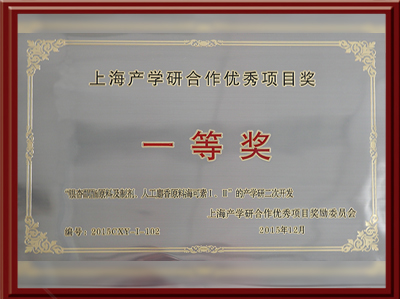 上海产学研合作优秀项目奖
一等奖
“银杏酮酯原料及制剂、人工麝香原料海可素Ⅰ、Ⅱ”的产学研二次开发
上海产学研合作优秀项目奖励委员会
编号：2015CXY-1-102
2015年12月